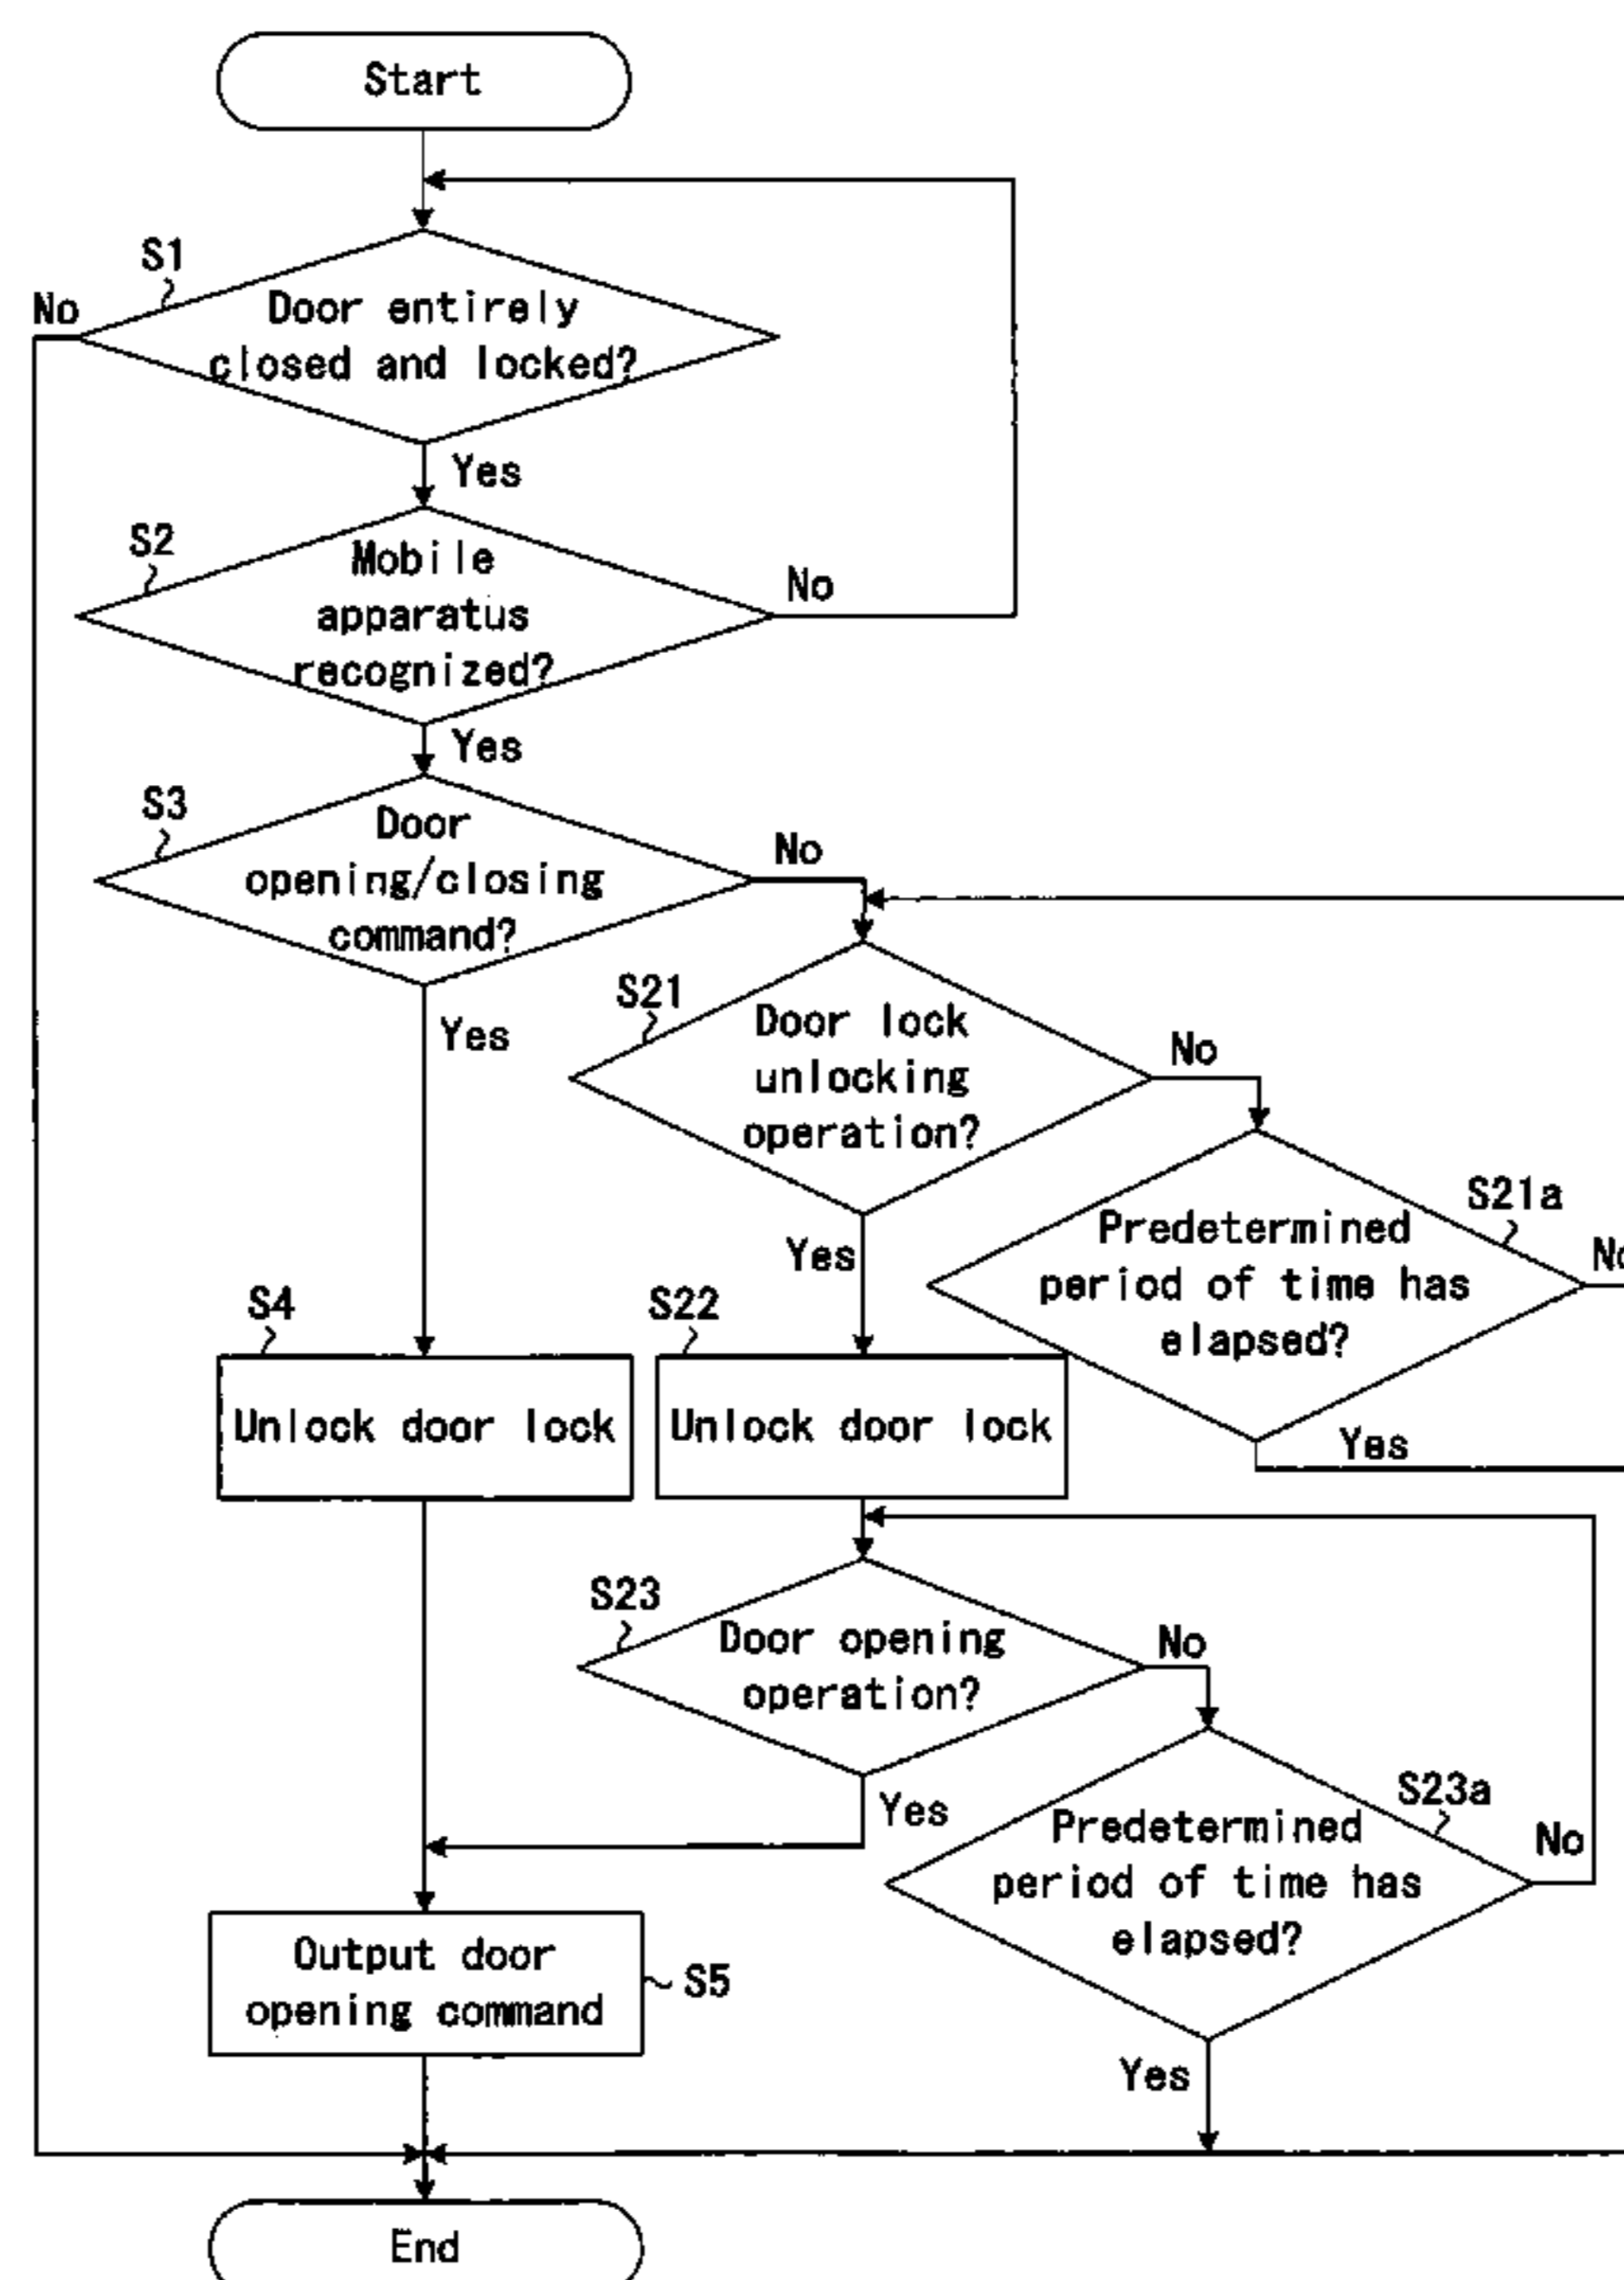 Start
S1
No
Door entirely
closed and locked?
Yes
S2
Mobile
apparatus
recognized?
No
Yes
S3
Door
opening/closing
command?
No
Yes
S21
Door lock
unlocking
operation?
No
Yes
S21a
Predetermined
period of time has
elapsed?
No
Yes
S4
Unlock door lock
S22
Unlock door lock
S23
Door opening
operation?
No
Yes
S23a
Predetermined
period of time has
elapsed?
No
Yes
Output door
opening command
S5
End